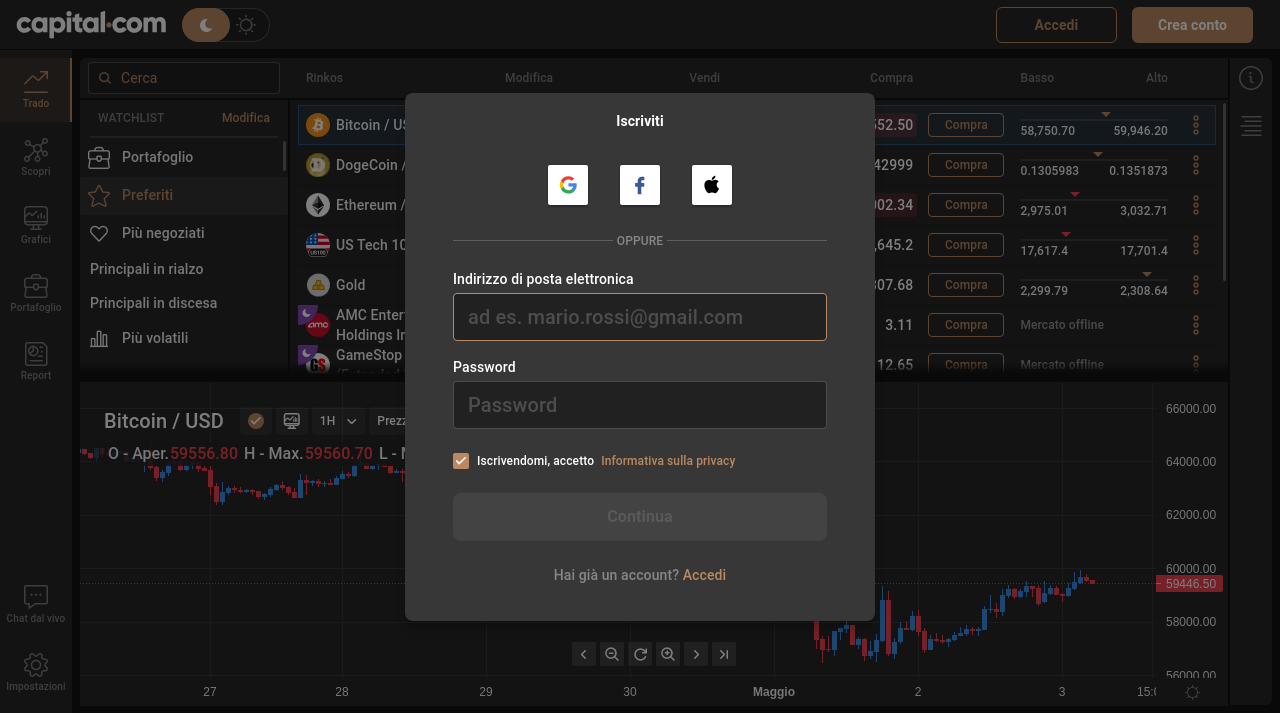 capital.com
Accedi
Crea conto
Trado
Scopri
Grafici
Portafoglio
Report
Chat dal vivo
Impostazioni
Cerca
WATCHLIST Modifica
Portafoglio
Preferiti
Più negoziati
Principali in rialzo
Principali in discesa
Più volatili
Rinkos Modifica Vendi Compra Basso Alto
Bitcoin / US 552.50 Compra 58,750.70 59,946.20
DogeCoin / 42999 Compra 0.1305983 0.1351873
Ethereum / 002.34 Compra 2,975.01 3,032.71
US100 US Tech 10 ,645.2 Compra 17,617.4 17,701.4
Gold 307.68 Compra 2,299.79 2,308.64
amc AMC Enter
Holdings In 3.11 Compra Mercato offline
GameStop 12.65 Compra Mercato offline
Iscriviti
OPPURE
Indirizzo di posta elettronica
ad es. mario.rossi@gmail.com
Password
Password
Iscrivendomi, accetto Informativa sulla privacy
Continua
Hai già un account? Accedi
Bitcoin / USD 1H Prezz
O - Aper. 59556.80 H - Max. 59560.70 L - M
66000.00
64000.00
62000.00
60000.00
59446.50
58000.00
56000.00
27 28 29 30 Maggio 2 3 15:0